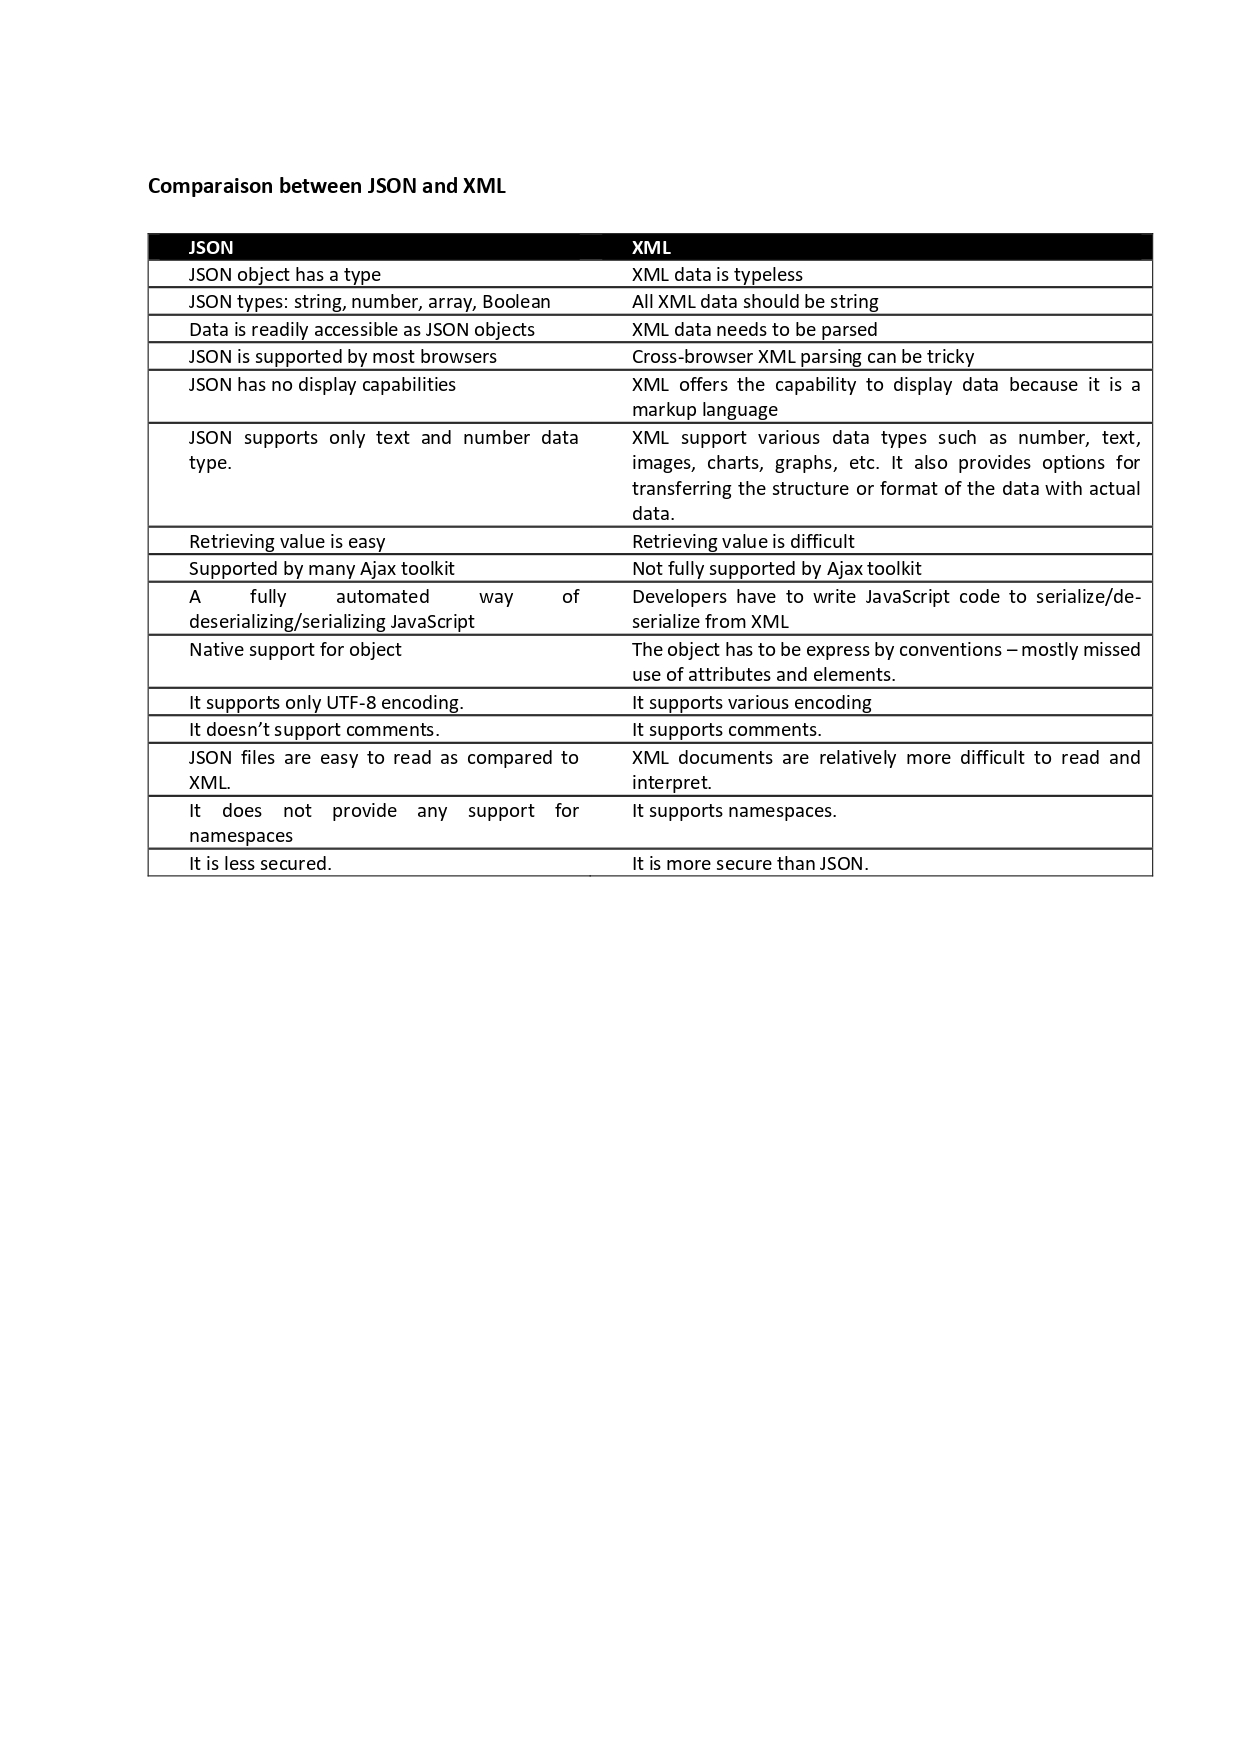 Comparaison between JSON and XML
JSON XML
JSON object has a type XML data is typeless
JSON types: string, number, array, Boolean All XML data should be string
Data is readily accessible as JSON objects XML data needs to be parsed
JSON is supported by most browsers Cross-browser XML parsing can be tricky
JSON has no display capabilities XML offers the capability to display data because it is a
markup language
JSON supports only text and number data XML support various data types such as number, text,
type. images, charts, graphs, etc. It also provides options for
transferring the structure or format of the data with actual
data.
Retrieving value is easy Retrieving value is difficult
Supported by many Ajax toolkit Not fully supported by Ajax toolkit
A fully automated way of Developers have to write JavaScript code to serialize/de-
deserializing/serializing JavaScript serialize from XML
Native support for object The object has to be express by conventions – mostly missed
use of attributes and elements.
It supports only UTF-8 encoding. It supports various encoding
It doesn’t support comments. It supports comments.
JSON files are easy to read as compared to XML documents are relatively more difficult to read and
XML. interpret.
It does not provide any support for It supports namespaces.
namespaces
It is less secured. It is more secure than JSON.